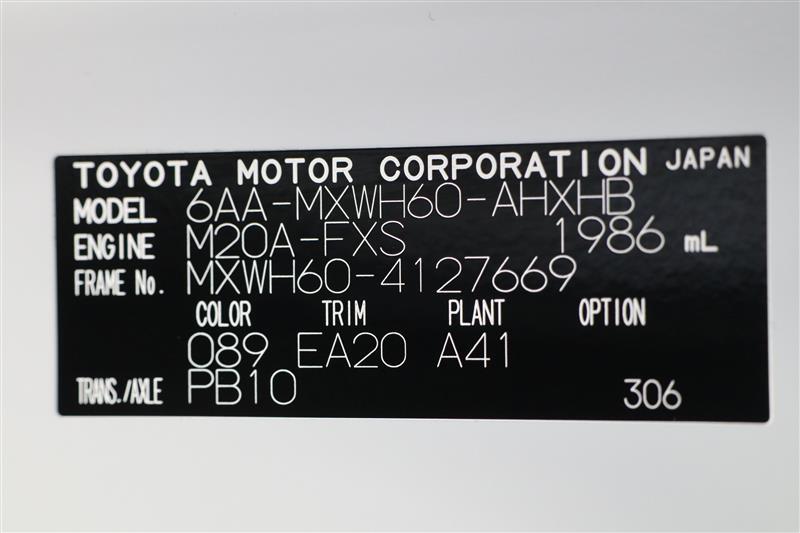 TOYOTA MOTOR CORPORATION JAPAN
MODEL 6AA-MXWH60-AHXHB
ENGINE M20A-FXS 1986 mL
FRAME No. MXWH60-4127669
COLOR TRIM PLANT OPTION
089 EA20 A41
TRANS./AXLE PB10 306